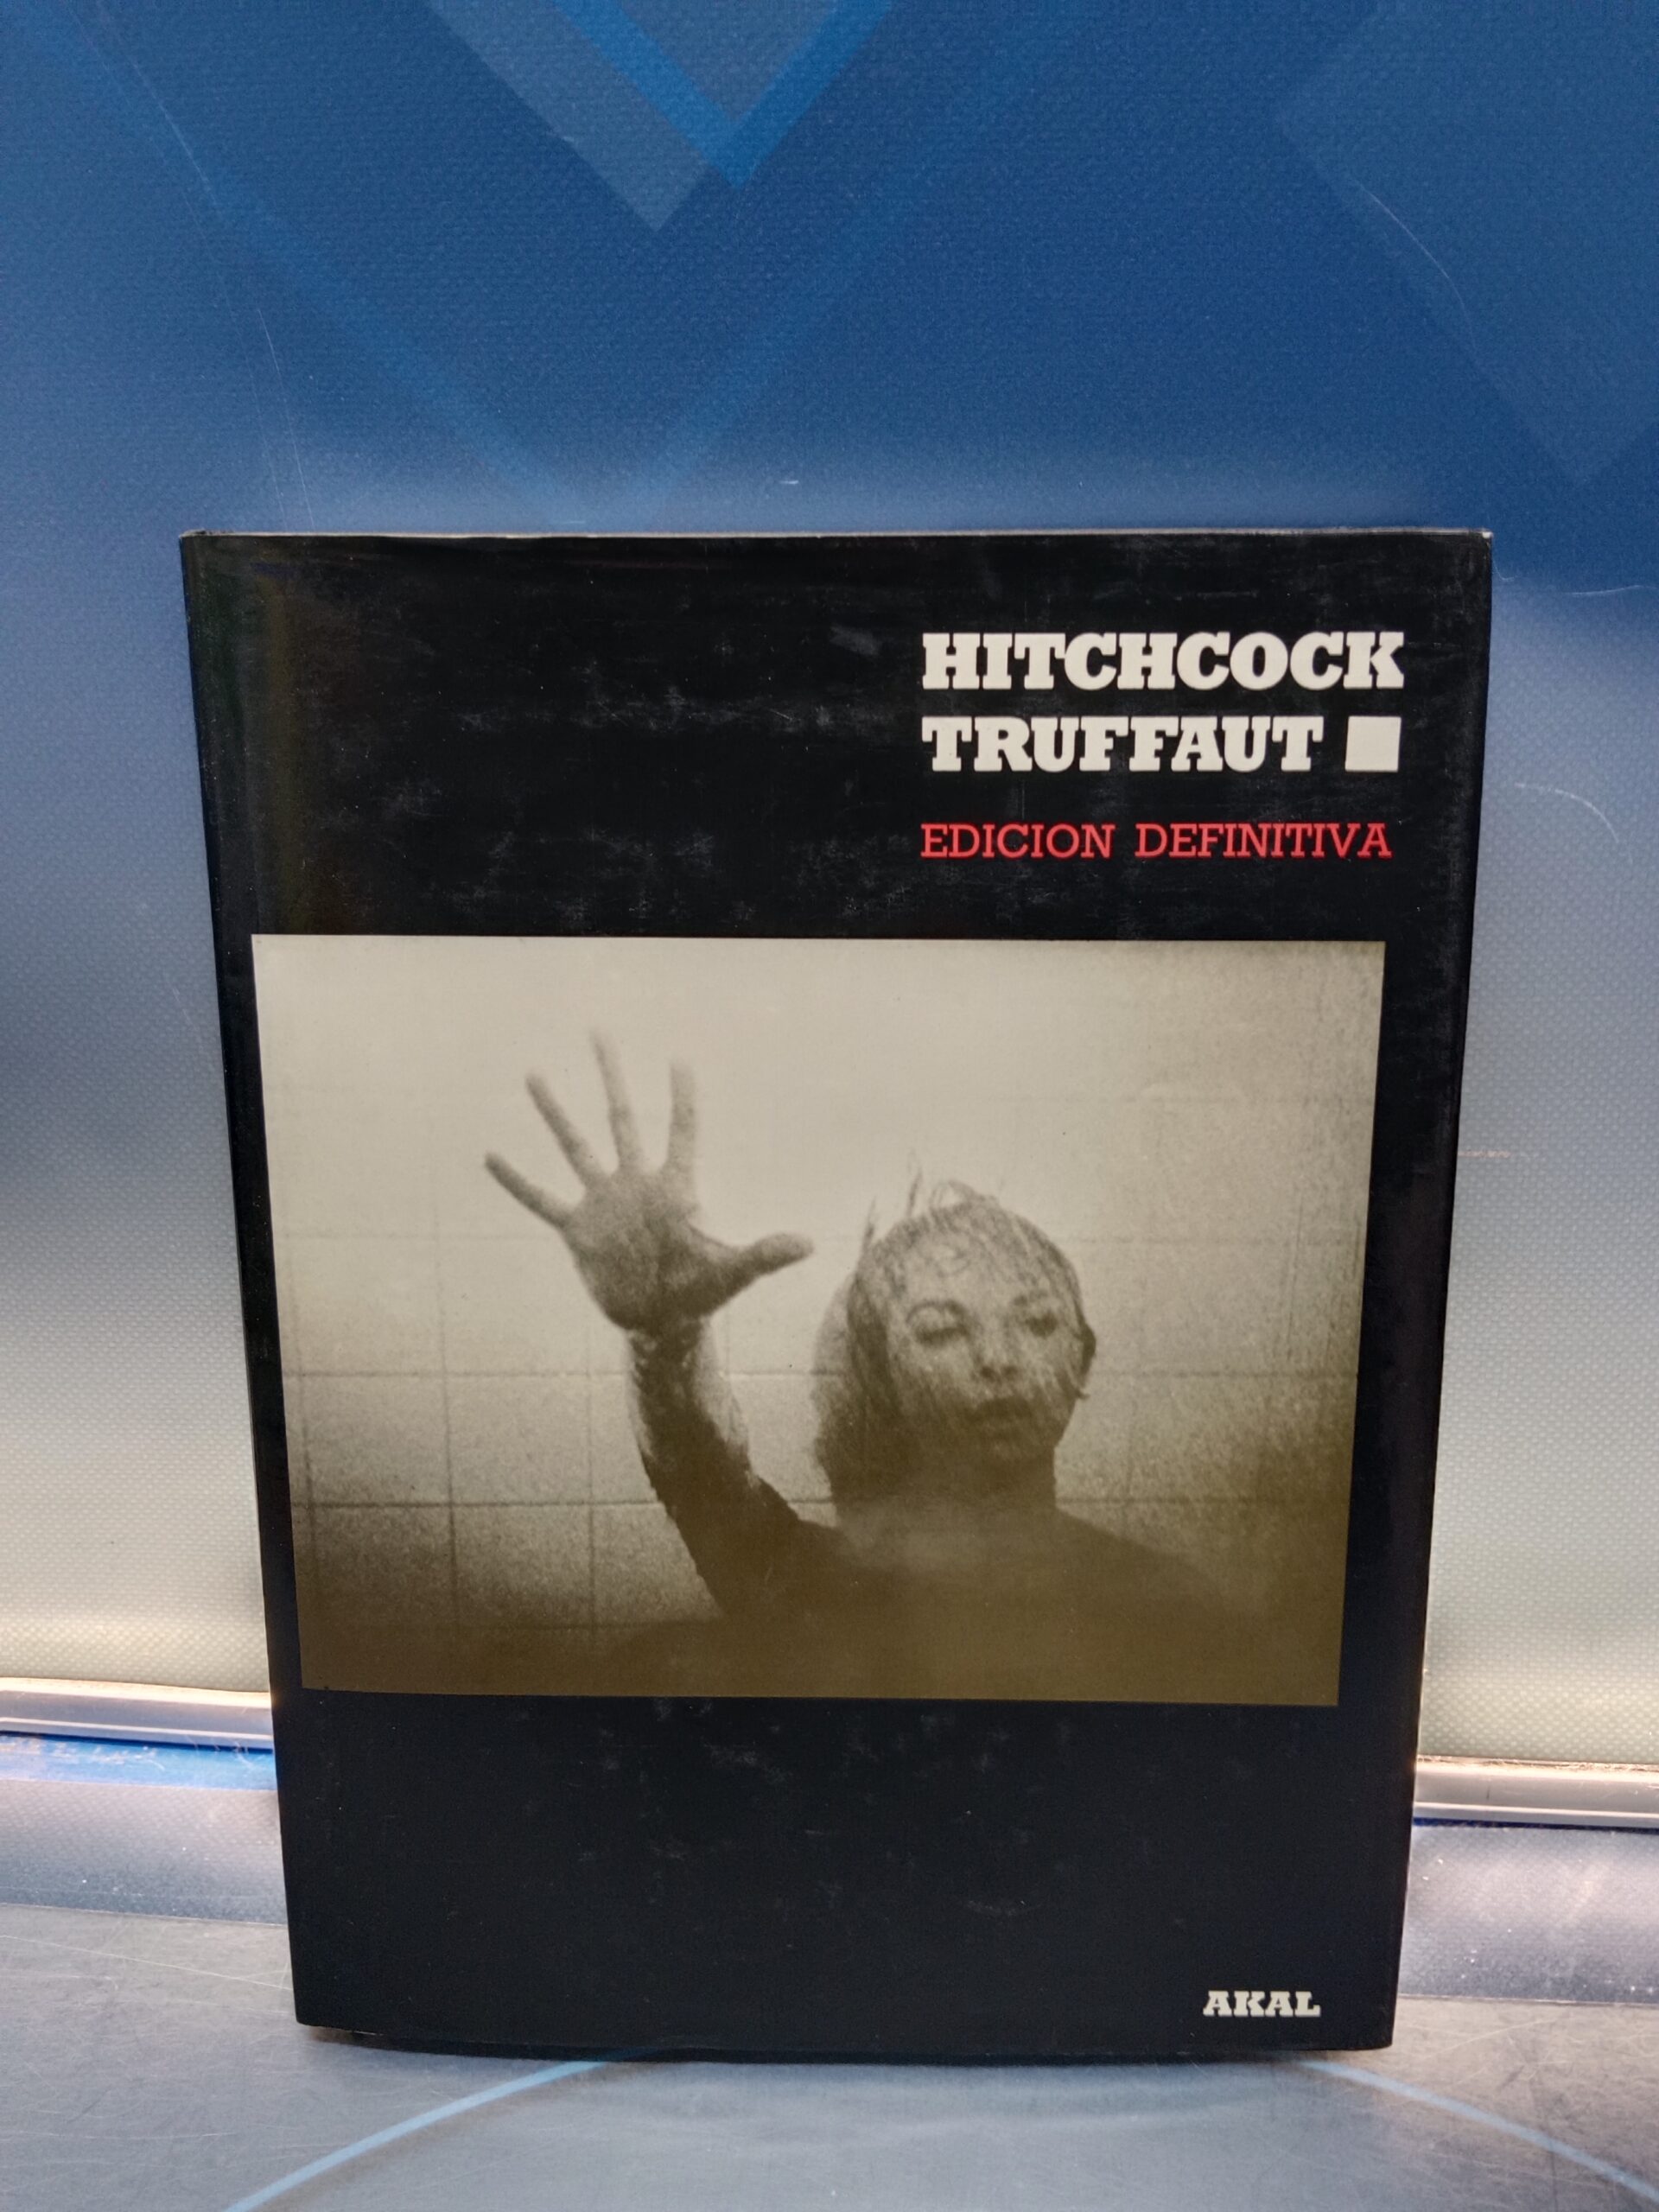 HITCHCOCK
TRUFFAUT
EDICION DEFINITIVA
AKAL